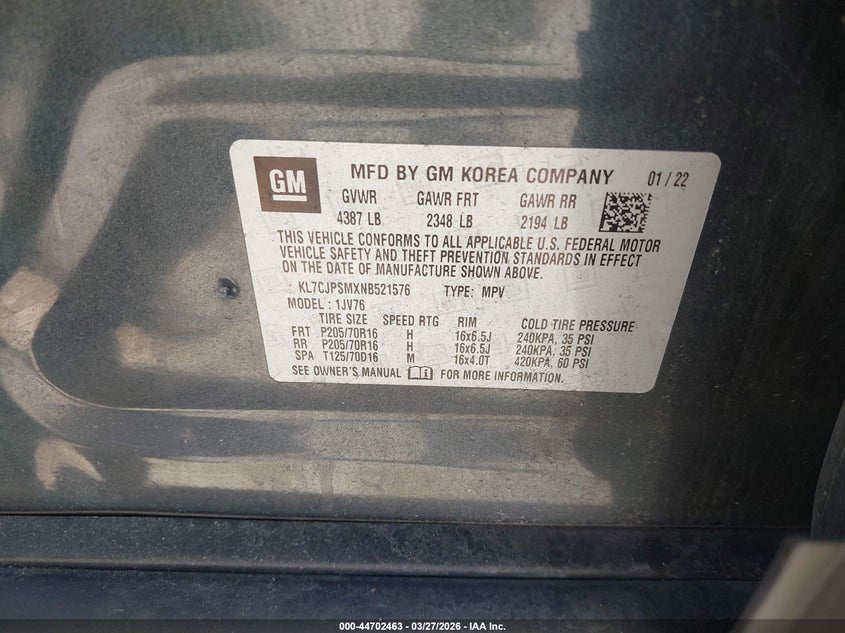 GM
MFD BY GM KOREA COMPANY 01 / 22
GVWR GAWR FRT GAWR RR
4387 LB 2348 LB 2194 LB
THIS VEHICLE CONFORMS TO ALL APPLICABLE U.S. FEDERAL MOTOR
VEHICLE SAFETY AND THEFT PREVENTION STANDARDS IN EFFECT
ON THE DATE OF MANUFACTURE SHOWN ABOVE.
KL7CJPSMXNB521576 TYPE: MPV
MODEL : 1JV76
TIRE SIZE SPEED RTG RIM COLD TIRE PRESSURE
FRT P205/70R16 H 16x6.5J 240KPA, 35 PSI
RR P205/70R16 H 16x6.5J 240KPA, 35 PSI
SPA T125/70D16 M 16x4.0T 420KPA, 60 PSI
SEE OWNER'S MANUAL FOR MORE INFORMATION.
000-44702463 - 03/27/2026 - IAA Inc.